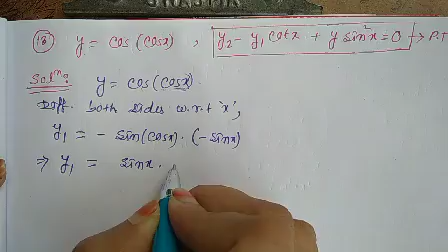 18) y = cos(cosx), y₂ - y₁ cotx + y sin²x = 0 → P.T
Solⁿ: y = cos(cosx).
Diff. both sides w.r.t 'x',
y₁ = - sin(cosx). (- sinx)
⇒ y₁ = sinx.